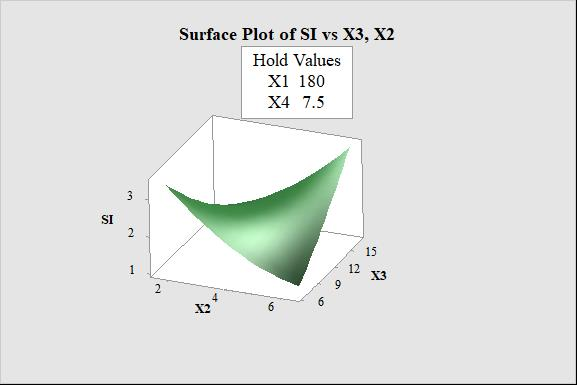 Surface Plot of SI vs X3, X2
Hold Values
X1 180
X4 7.5
3
2
1
SI
2
4
6
X2
6
9
12
15
X3